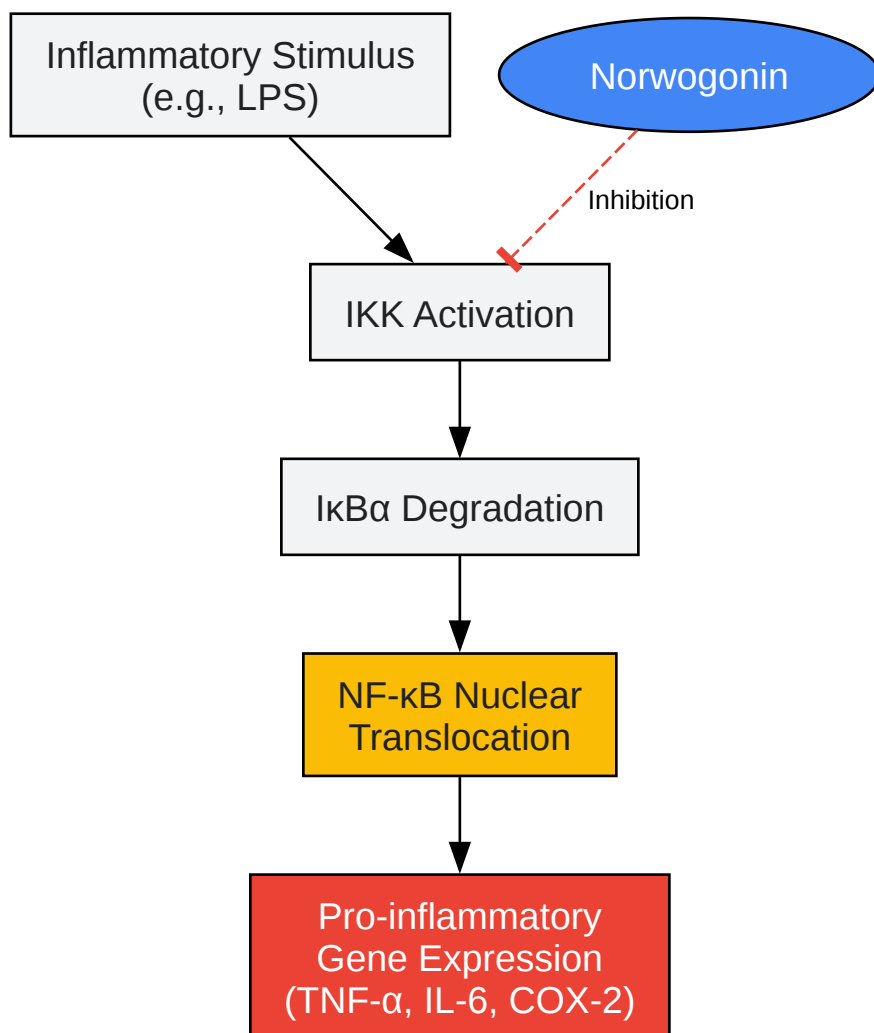 Inflammatory Stimulus
(e.g., LPS)
Norwogonin
Inhibition
IKK Activation
IκBα Degradation
NF-κB Nuclear
Translocation
Pro-inflammatory
Gene Expression
(TNF-α, IL-6, COX-2)